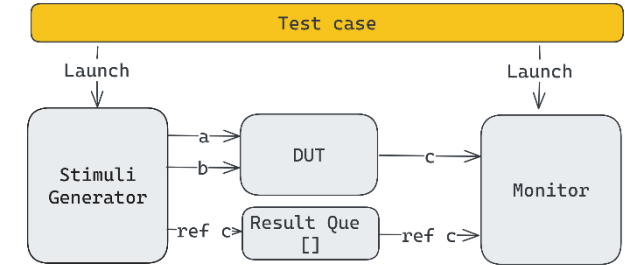 Test case
Launch
Launch
a
b
c
Stimuli
Generator
DUT
Monitor
ref c
Result Que
[]
ref c